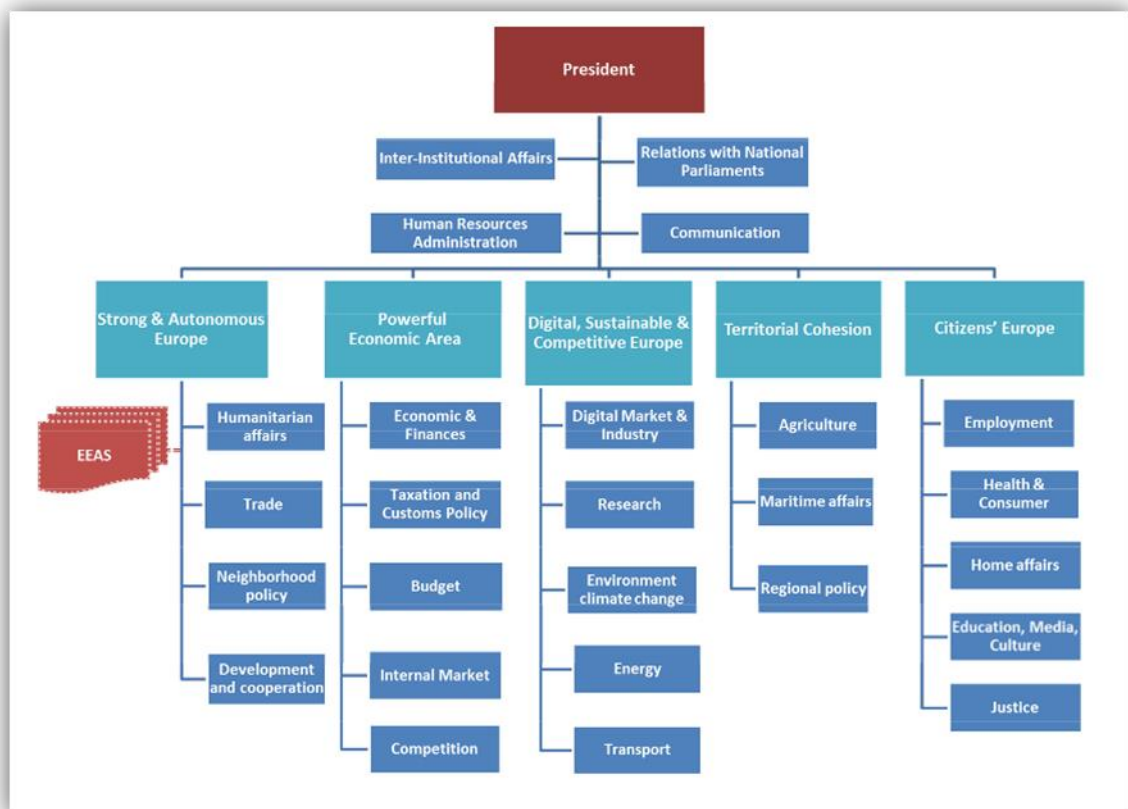 President
Inter-Institutional Affairs
Relations with National
Parliaments
Human Resources
Administration
Communication
Strong & Autonomous
Europe
Humanitarian
affairs
EEAS
Trade
Neighborhood
policy
Development
and cooperation
Powerful
Economic Area
Economic &
Finances
Taxation and
Customs Policy
Budget
Internal Market
Competition
Digital, Sustainable &
Competitive Europe
Digital Market &
Industry
Research
Environment
climate change
Energy
Transport
Territorial Cohesion
Agriculture
Maritime affairs
Regional policy
Citizens’ Europe
Employment
Health &
Consumer
Home affairs
Education, Media,
Culture
Justice